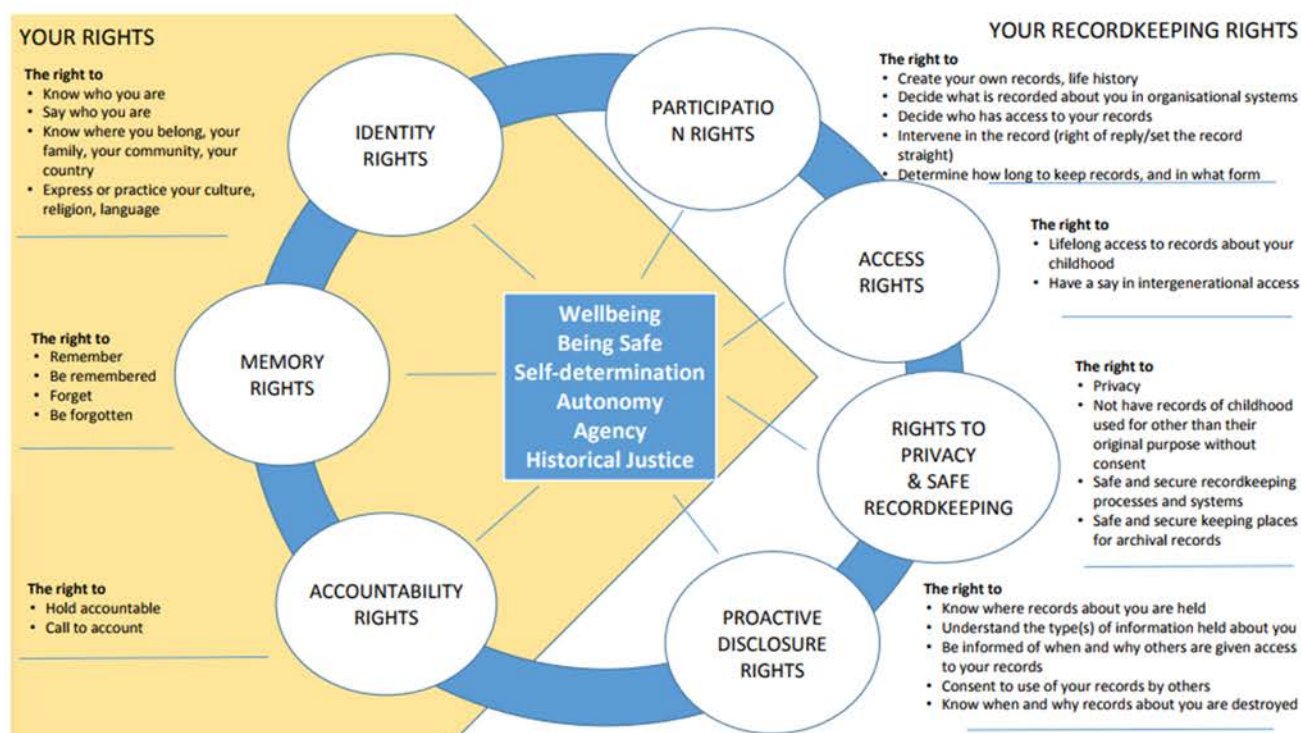 YOUR RIGHTS
The right to
• Know who you are
• Say who you are
• Know where you belong, your
family, your community, your
country
• Express or practice your culture,
religion, language
The right to
• Remember
• Be remembered
• Forget
• Be forgotten
The right to
• Hold accountable
• Call to account
IDENTITY
RIGHTS
MEMORY
RIGHTS
ACCOUNTABILITY
RIGHTS
Wellbeing
Being Safe
Self-determination
Autonomy
Agency
Historical Justice
PARTICIPATIO
N RIGHTS
ACCESS
RIGHTS
RIGHTS TO
PRIVACY
& SAFE
RECORDKEEPING
PROACTIVE
DISCLOSURE
RIGHTS
YOUR RECORDKEEPING RIGHTS
The right to
• Create your own records, life history
• Decide what is recorded about you in organisational systems
• Decide who has access to your records
• Intervene in the record (right of reply/set the record
straight)
• Determine how long to keep records, and in what form
The right to
• Lifelong access to records about your
childhood
• Have a say in intergenerational access
The right to
• Privacy
• Not have records of childhood
used for other than their
original purpose without
consent
• Safe and secure recordkeeping
processes and systems
• Safe and secure keeping places
for archival records
The right to
• Know where records about you are held
• Understand the type(s) of information held about you
• Be informed of when and why others are given access
to your records
• Consent to use of your records by others
• Know when and why records about you are destroyed